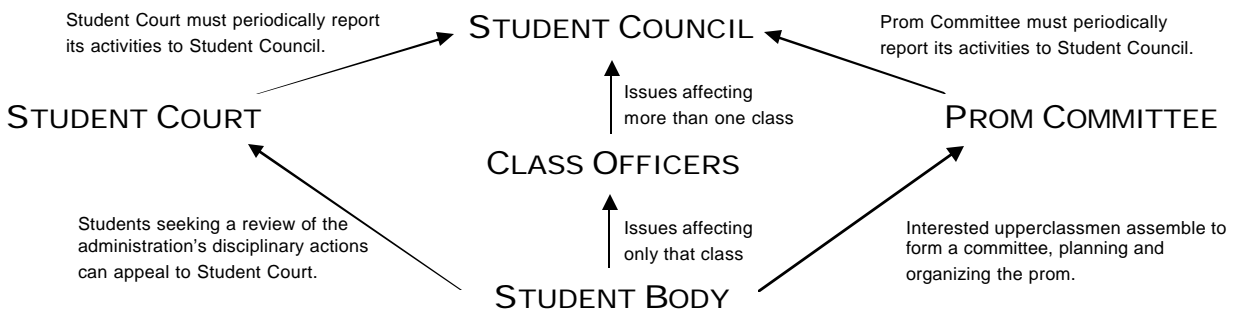 Student Court must periodically report
its activities to Student Council.
STUDENT COUNCIL
Prom Committee must periodically
report its activities to Student Council.
Issues affecting
more than one class
STUDENT COURT
PROM COMMITTEE
CLASS OFFICERS
Students seeking a review of the
administration's disciplinary actions
can appeal to Student Court.
Issues affecting
only that class
Interested upperclassmen assemble to
form a committee, planning and
organizing the prom.
STUDENT BODY